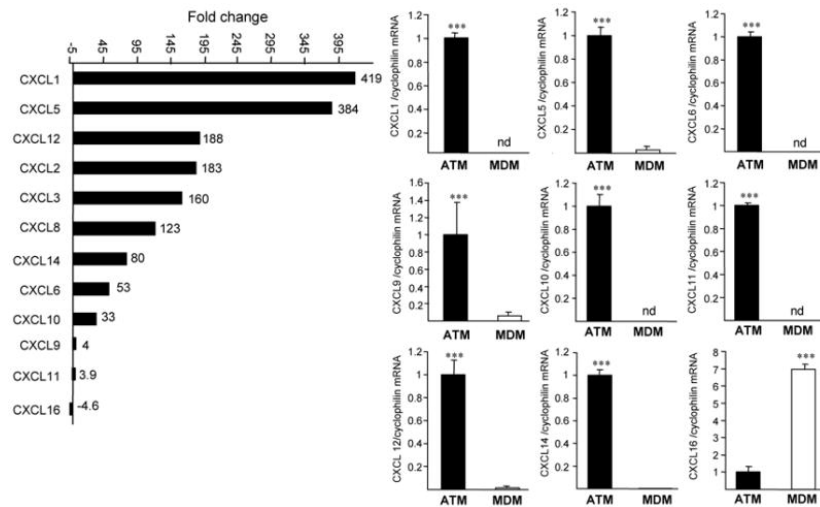 Fold change
-5 45 95 145 195 245 295 345 395
CXCL1 419
CXCL5 384
CXCL12 188
CXCL2 183
CXCL3 160
CXCL8 123
CXCL14 80
CXCL6 53
CXCL10 33
CXCL9 4
CXCL11 3.9
CXCL16 -4.6
CXCL1 /cyclophilin mRNA
1.2
1
0.8
0.6
0.4
0.2
***
nd
ATM MDM
CXCL5 /cyclophilin mRNA
1.2
1
0.8
0.6
0.4
0.2
***
ATM MDM
CXCL6 /cyclophilin mRNA
1.2
1
0.8
0.6
0.4
0.2
***
nd
ATM MDM
CXCL9 /cyclophilin mRNA
1.6
1.4
1.2
1
0.8
0.6
0.4
0.2
***
ATM MDM
CXCL10 /cyclophilin mRNA
1.2
1
0.8
0.6
0.4
0.2
***
nd
ATM MDM
CXCL11 /cyclophilin mRNA
1.2
1
0.8
0.6
0.4
0.2
***
nd
ATM MDM
CXCL 12/cyclophilin mRNA
1.2
1
0.8
0.6
0.4
0.2
***
ATM MDM
CXCL14 /cyclophilin mRNA
1.2
1
0.8
0.6
0.4
0.2
***
ATM MDM
CXCL16 /cyclophilin mRNA
8
7
6
5
4
3
2
1
***
ATM MDM